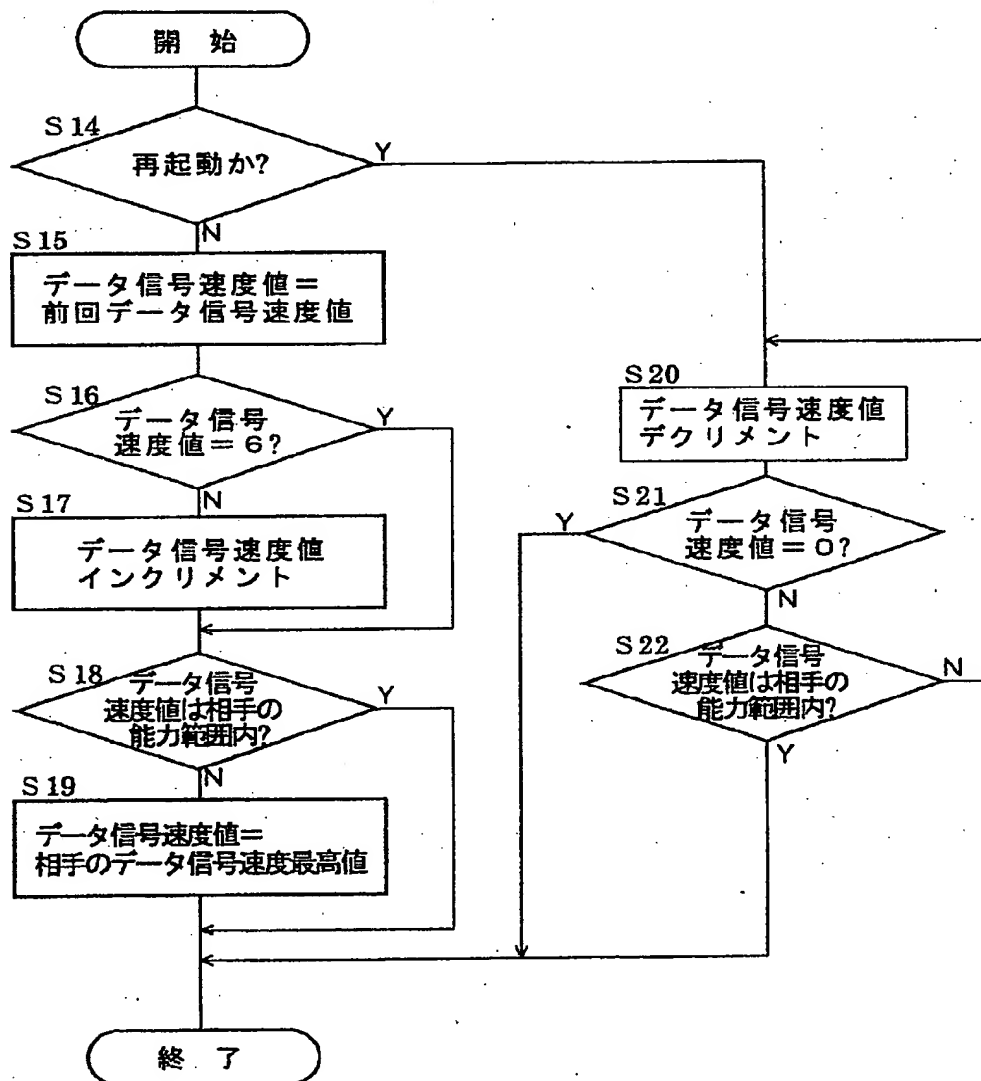 開 始
S14
再起動か?
Y
N
S15
データ信号速度値=
前回データ信号速度値
S16
データ信号
速度値=6?
Y
N
S17
データ信号速度値
インクリメント
S18
データ信号
速度値は相手の
能力範囲内?
Y
N
S19
データ信号速度値=
相手のデータ信号速度最高値
S20
データ信号速度値
デクリメント
S21
データ信号
速度値=0?
Y
N
S22
データ信号
速度値は相手の
能力範囲内?
N
Y
終 了